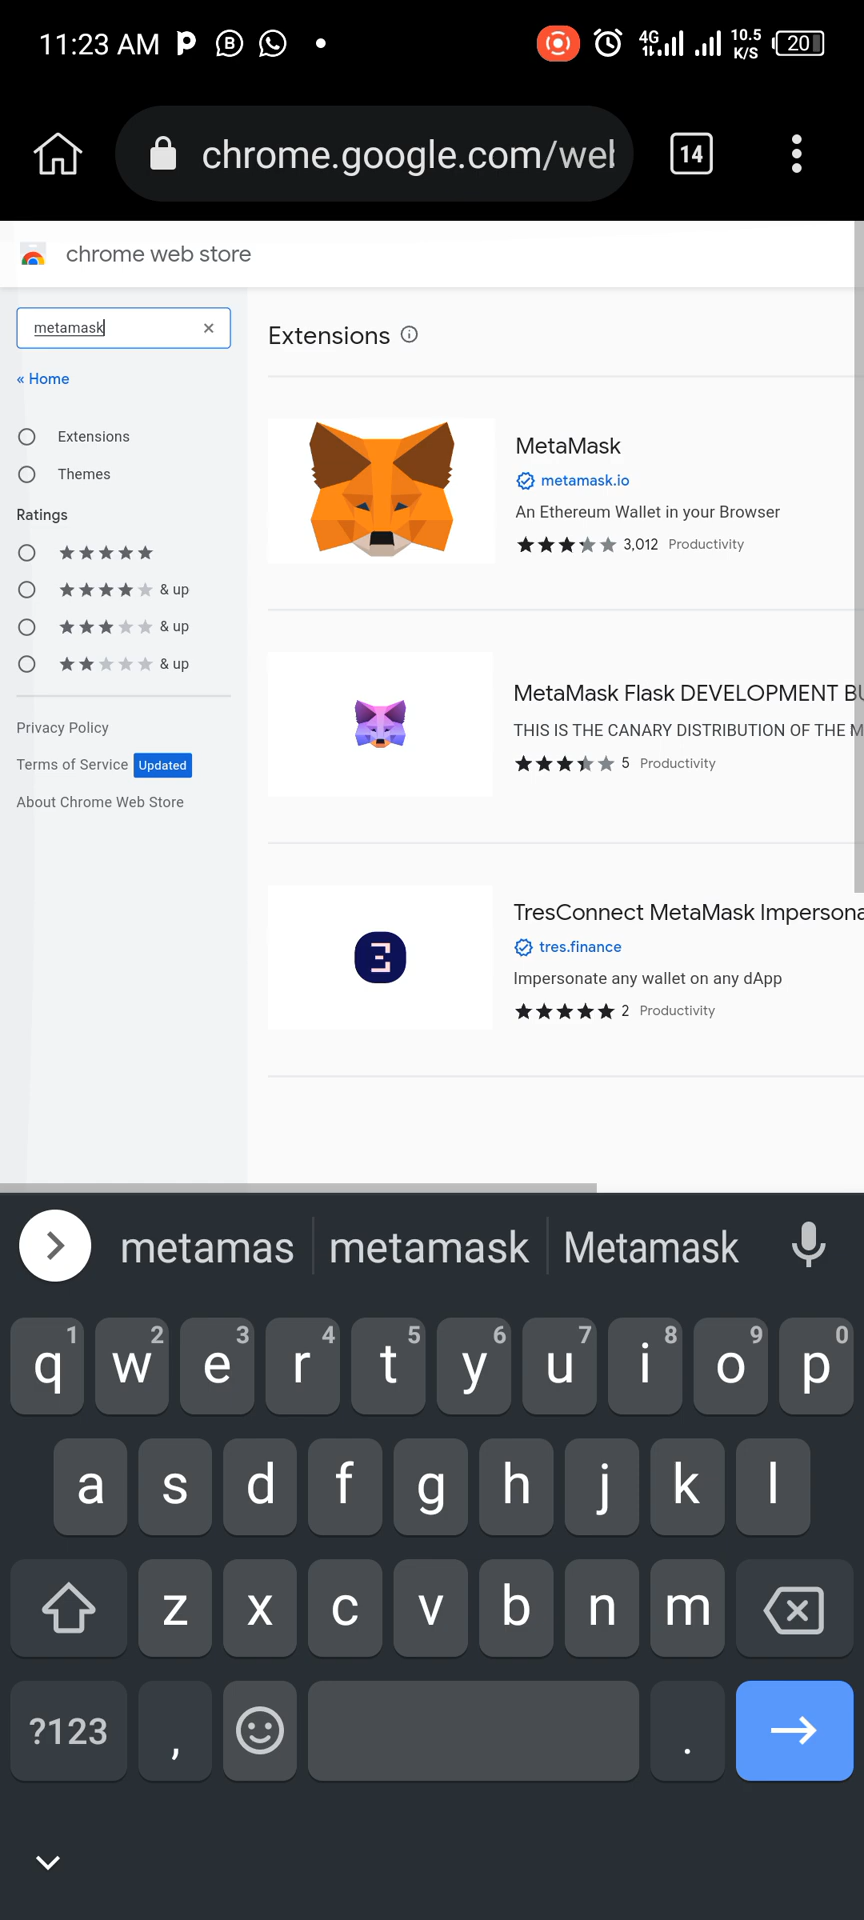 11:23 AM
4G
10.5
K/S
20
chrome.google.com/we
14
chrome web store
metamask
« Home
Extensions
Themes
Ratings
& up
& up
& up
Privacy Policy
Terms of Service Updated
About Chrome Web Store
Extensions
MetaMask
metamask.io
An Ethereum Wallet in your Browser
3,012 Productivity
MetaMask Flask DEVELOPMENT BU
THIS IS THE CANARY DISTRIBUTION OF THE M
5 Productivity
TresConnect MetaMask Impersona
tres.finance
Impersonate any wallet on any dApp
2 Productivity
metamas metamask Metamask
1 2 3 4 5 6 7 8 9 0
q w e r t y u i o p
a s d f g h j k l
z x c v b n m
?123 , .